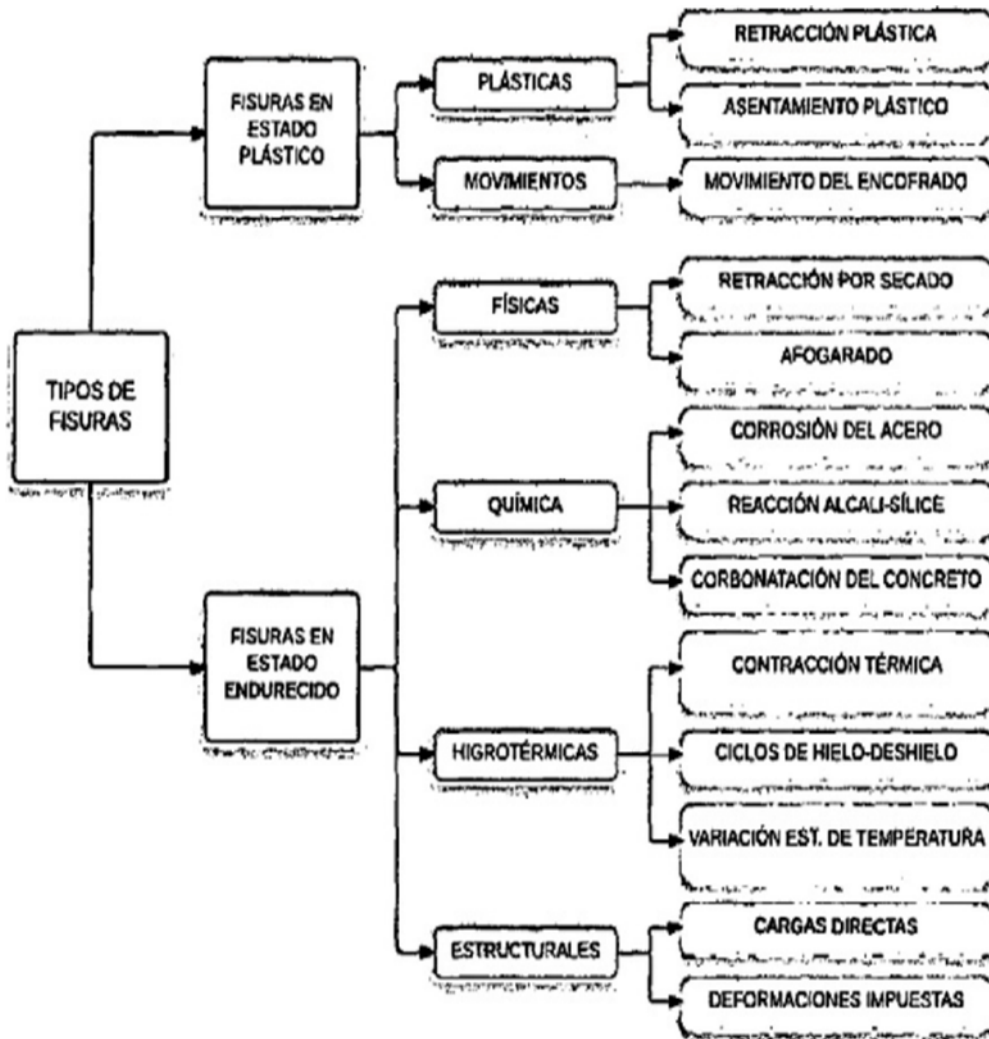 TIPOS DE
FISURAS
FISURAS EN
ESTADO
PLÁSTICO
PLÁSTICAS
RETRACCIÓN PLÁSTICA
ASENTAMIENTO PLÁSTICO
MOVIMIENTOS
MOVIMIENTO DEL ENCOFRADO
FISURAS EN
ESTADO
ENDURECIDO
FÍSICAS
RETRACCIÓN POR SECADO
AFOGARADO
QUÍMICA
CORROSIÓN DEL ACERO
REACCIÓN ALCALI-SÍLICE
CORBONATACIÓN DEL CONCRETO
HIGROTÉRMICAS
CONTRACCIÓN TÉRMICA
CICLOS DE HIELO-DESHIELO
VARIACIÓN EST. DE TEMPERATURA
ESTRUCTURALES
CARGAS DIRECTAS
DEFORMACIONES IMPUESTAS